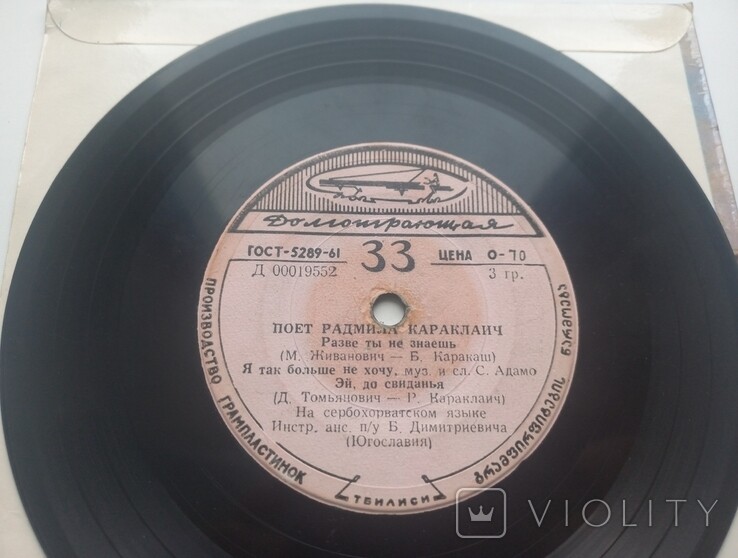 Долгоиграющая
ГОСТ-5289-61 33 ЦЕНА 0-70
Д 00019552 3 гр.
ПОЕТ РАДМИЛА КАРАКЛАИЧ
Разве ты не знаешь
(М. Живанович — Б. Каракаш)
Я так больше не хочу, муз. и сл. С. Адамо
Эй, до свиданья
(Д. Томьянович — Р. Караклаич)
На сербохорватском языке
Инстр. анс. п/у Б. Димитриевича
(Югославия)
ПРОИЗВОДСТВО ГРАМПЛАСТИНОК
ТБИЛИСИ
VIOLITY